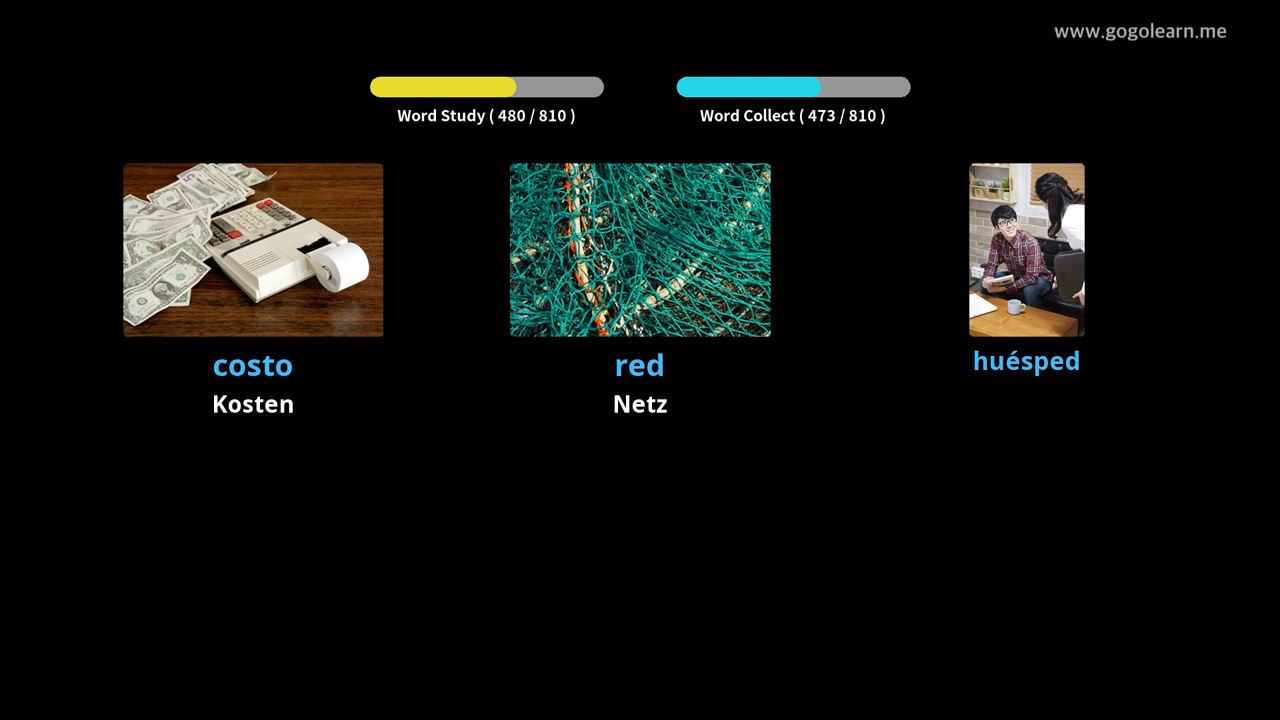 www.gogolearn.me
Word Study ( 480 / 810 )
Word Collect ( 473 / 810 )
costo
Kosten
red
Netz
huésped